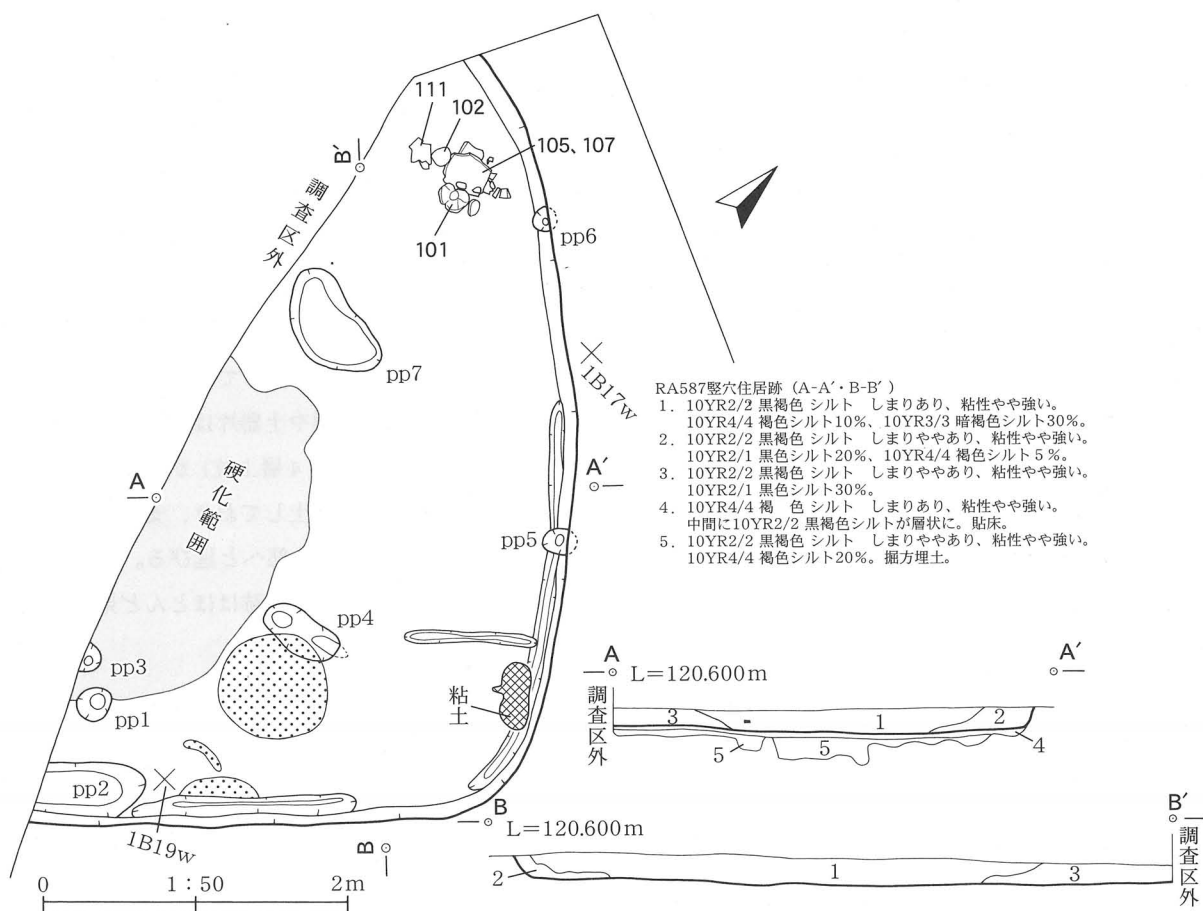 111
102
105、107
101
B′
調査区外
pp6
pp7
1B17w
A
硬化範囲
A′
pp5
pp4
pp3
pp1
粘土
pp2
1B19w
B
0
1：50
2m
RA587竪穴住居跡（A-A′・B-B′）
1．10YR2/2 黒褐色 シルト　しまりあり、粘性やや強い。
10YR4/4 褐色シルト10%、10YR3/3 暗褐色シルト30%。
2．10YR2/2 黒褐色 シルト　しまりややあり、粘性やや強い。
10YR2/1 黒色シルト20%、10YR4/4 褐色シルト５%。
3．10YR2/2 黒褐色 シルト　しまりややあり、粘性やや強い。
10YR2/1 黒色シルト30%。
4．10YR4/4 褐　色 シルト　しまりあり、粘性やや強い。
中間に10YR2/2 黒褐色シルトが層状に。貼床。
5．10YR2/2 黒褐色 シルト　しまりややあり、粘性やや強い。
10YR4/4 褐色シルト20%。掘方埋土。
A
L＝120.600m
A′
調査区外
3
1
2
5
5
4
B
L＝120.600m
B′
調査区外
2
1
3